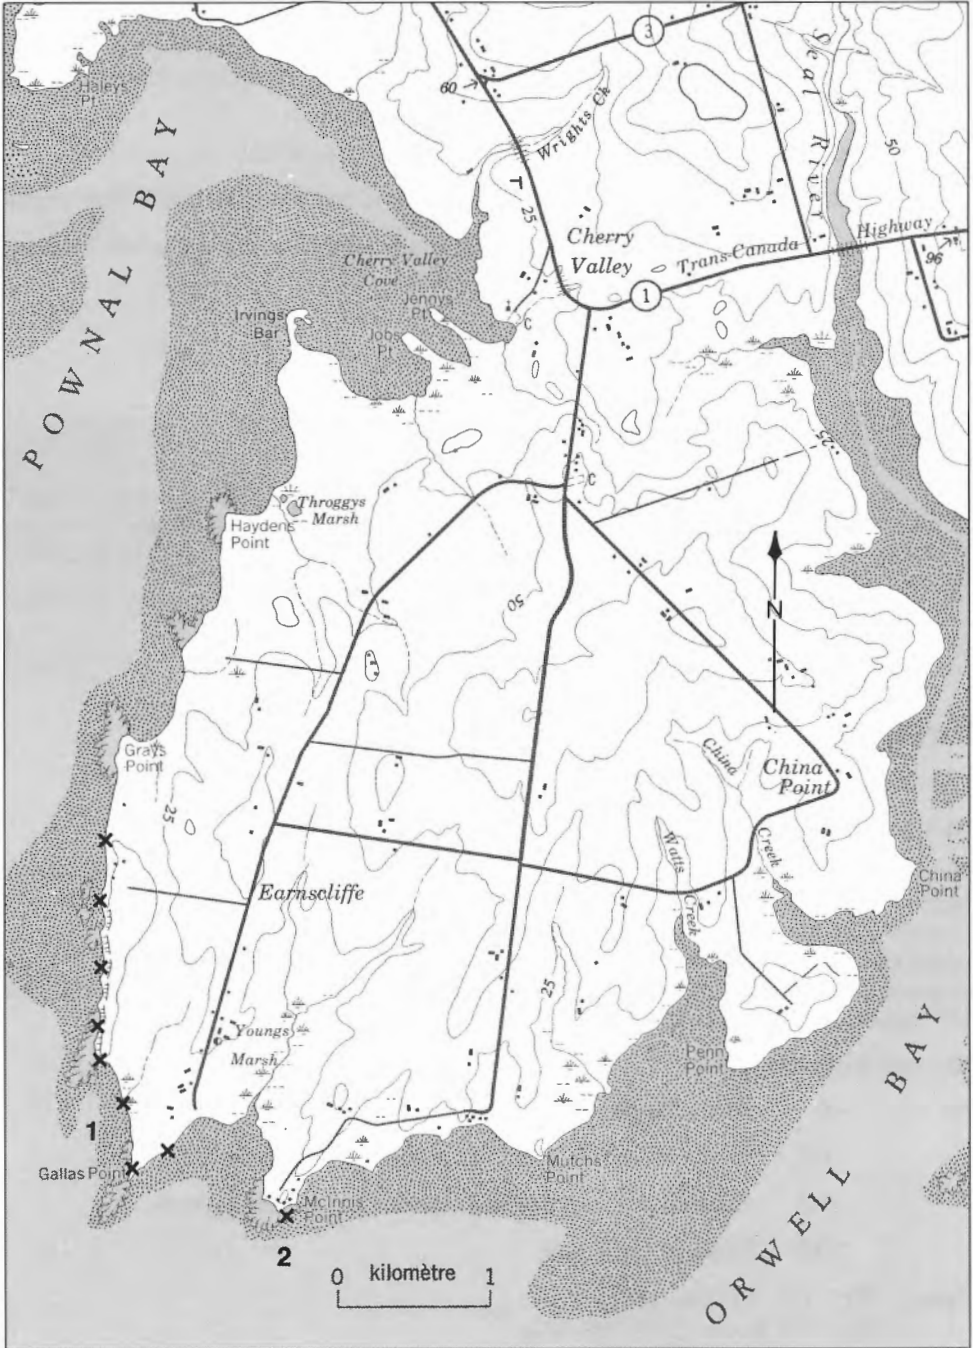 3
Seal River
Haleys
Pt.
60
Wrights Ck
50
POWNAL BAY
T
25
Cherry
Valley
Trans-Canada Highway
96
Cherry Valley
Cove
1
Jennys
Pt
Irvings
Bar
Jobs
Pt
C
25
C
Throggys
Marsh
Haydens
Point
N
50
Grays
Point
China
China
Point
25
Watts
Creek
Creek
China
Point
Earnscliffe
25
Youngs
Marsh
Penn
Point
ORWELL BAY
1
Gallas Point
Mutchs
Point
McInnis
Point
2
0 kilomètre 1